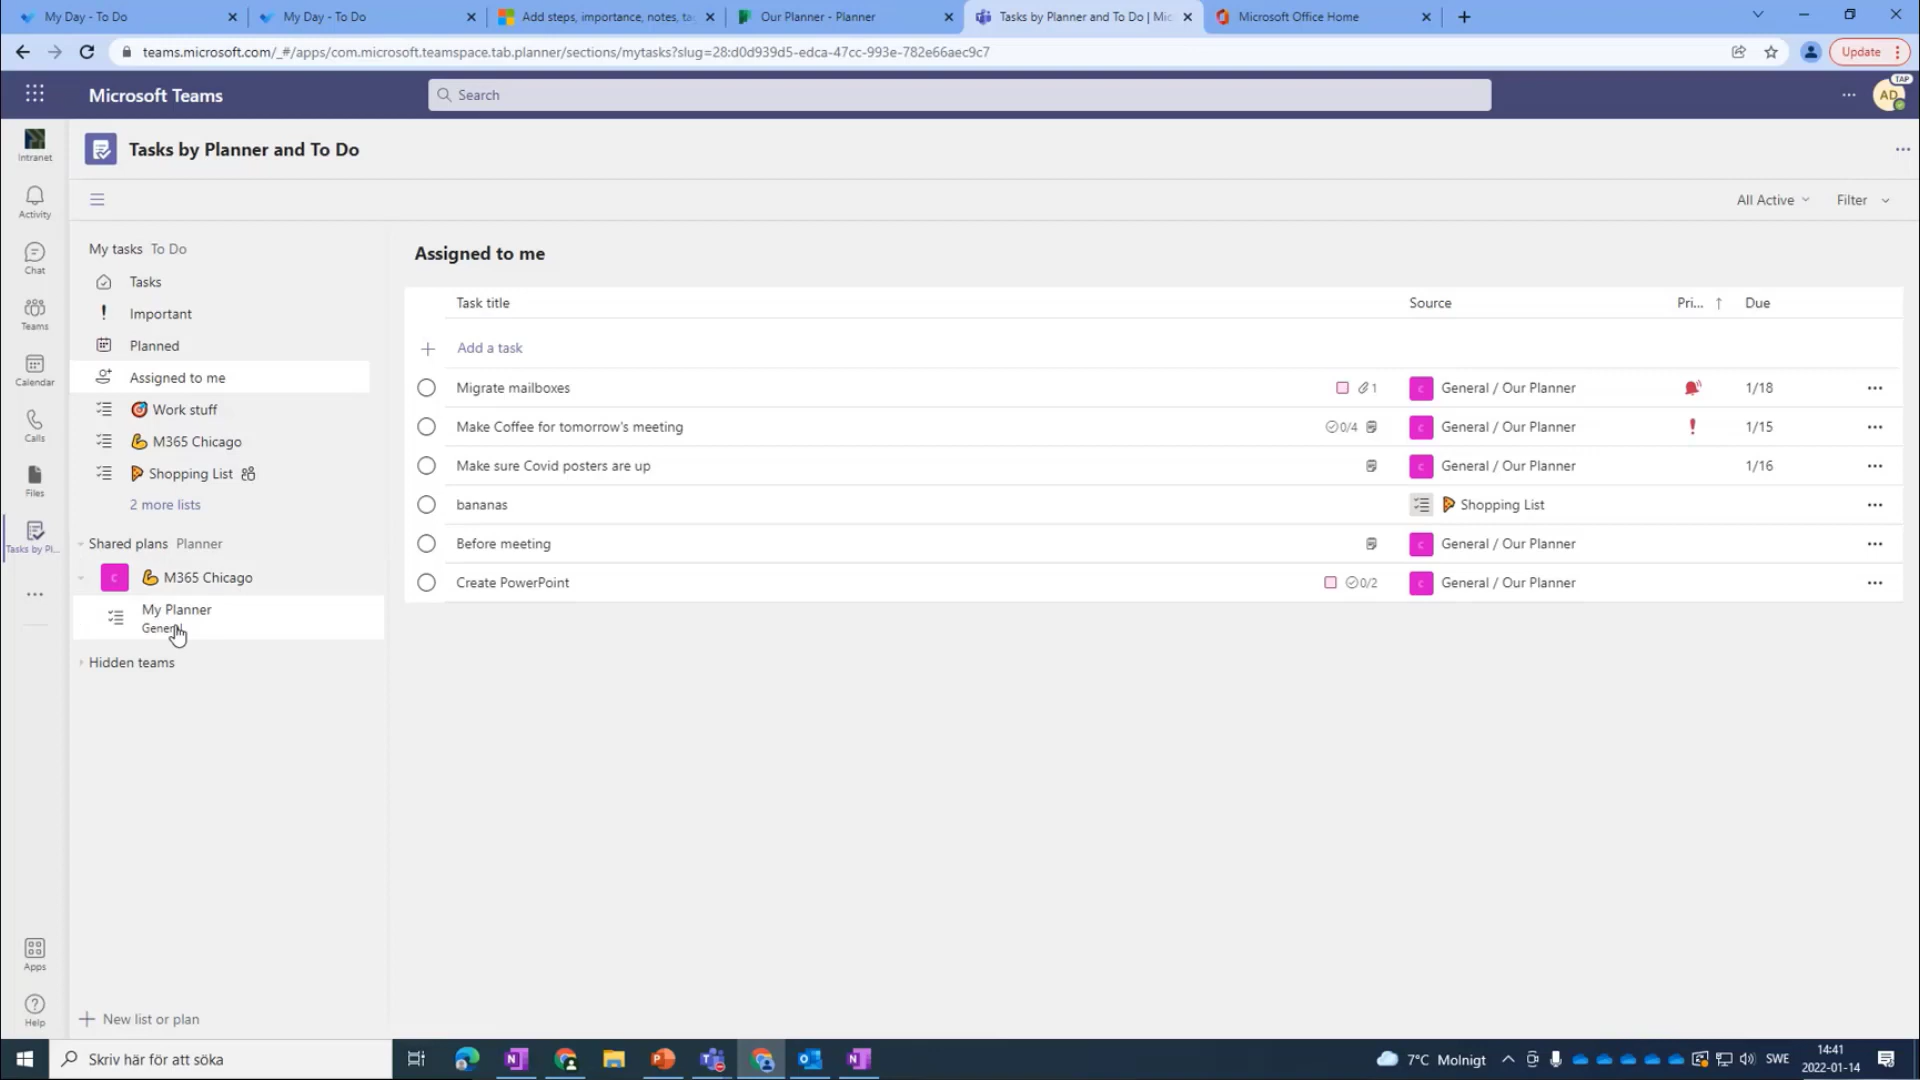 My Day - To Do
My Day - To Do
Add steps, importance, notes, ta
Our Planner - Planner
Tasks by Planner and To Do | Mic
Microsoft Office Home
teams.microsoft.com/_#/apps/com.microsoft.teamspace.tab.planner/sections/mytasks?slug=28:d0d939d5-edca-47cc-993e-782e66aec9c7
Update
Microsoft Teams
Search
TAP
AD
Intranet
Activity
Chat
Teams
Calendar
Calls
Files
Tasks by Pl...
Apps
Help
Tasks by Planner and To Do
All Active
Filter
My tasks To Do
Tasks
Important
Planned
Assigned to me
Work stuff
M365 Chicago
Shopping List
2 more lists
Shared plans Planner
C M365 Chicago
My Planner
General
Hidden teams
New list or plan
Assigned to me
Task title Source Pri... Due
Add a task
Migrate mailboxes 1 C General / Our Planner 1/18
Make Coffee for tomorrow's meeting 0/4 C General / Our Planner 1/15
Make sure Covid posters are up C General / Our Planner 1/16
bananas Shopping List
Before meeting C General / Our Planner
Create PowerPoint 0/2 C General / Our Planner
Skriv här för att söka
7°C Molnigt
SWE
14:41
2022-01-14